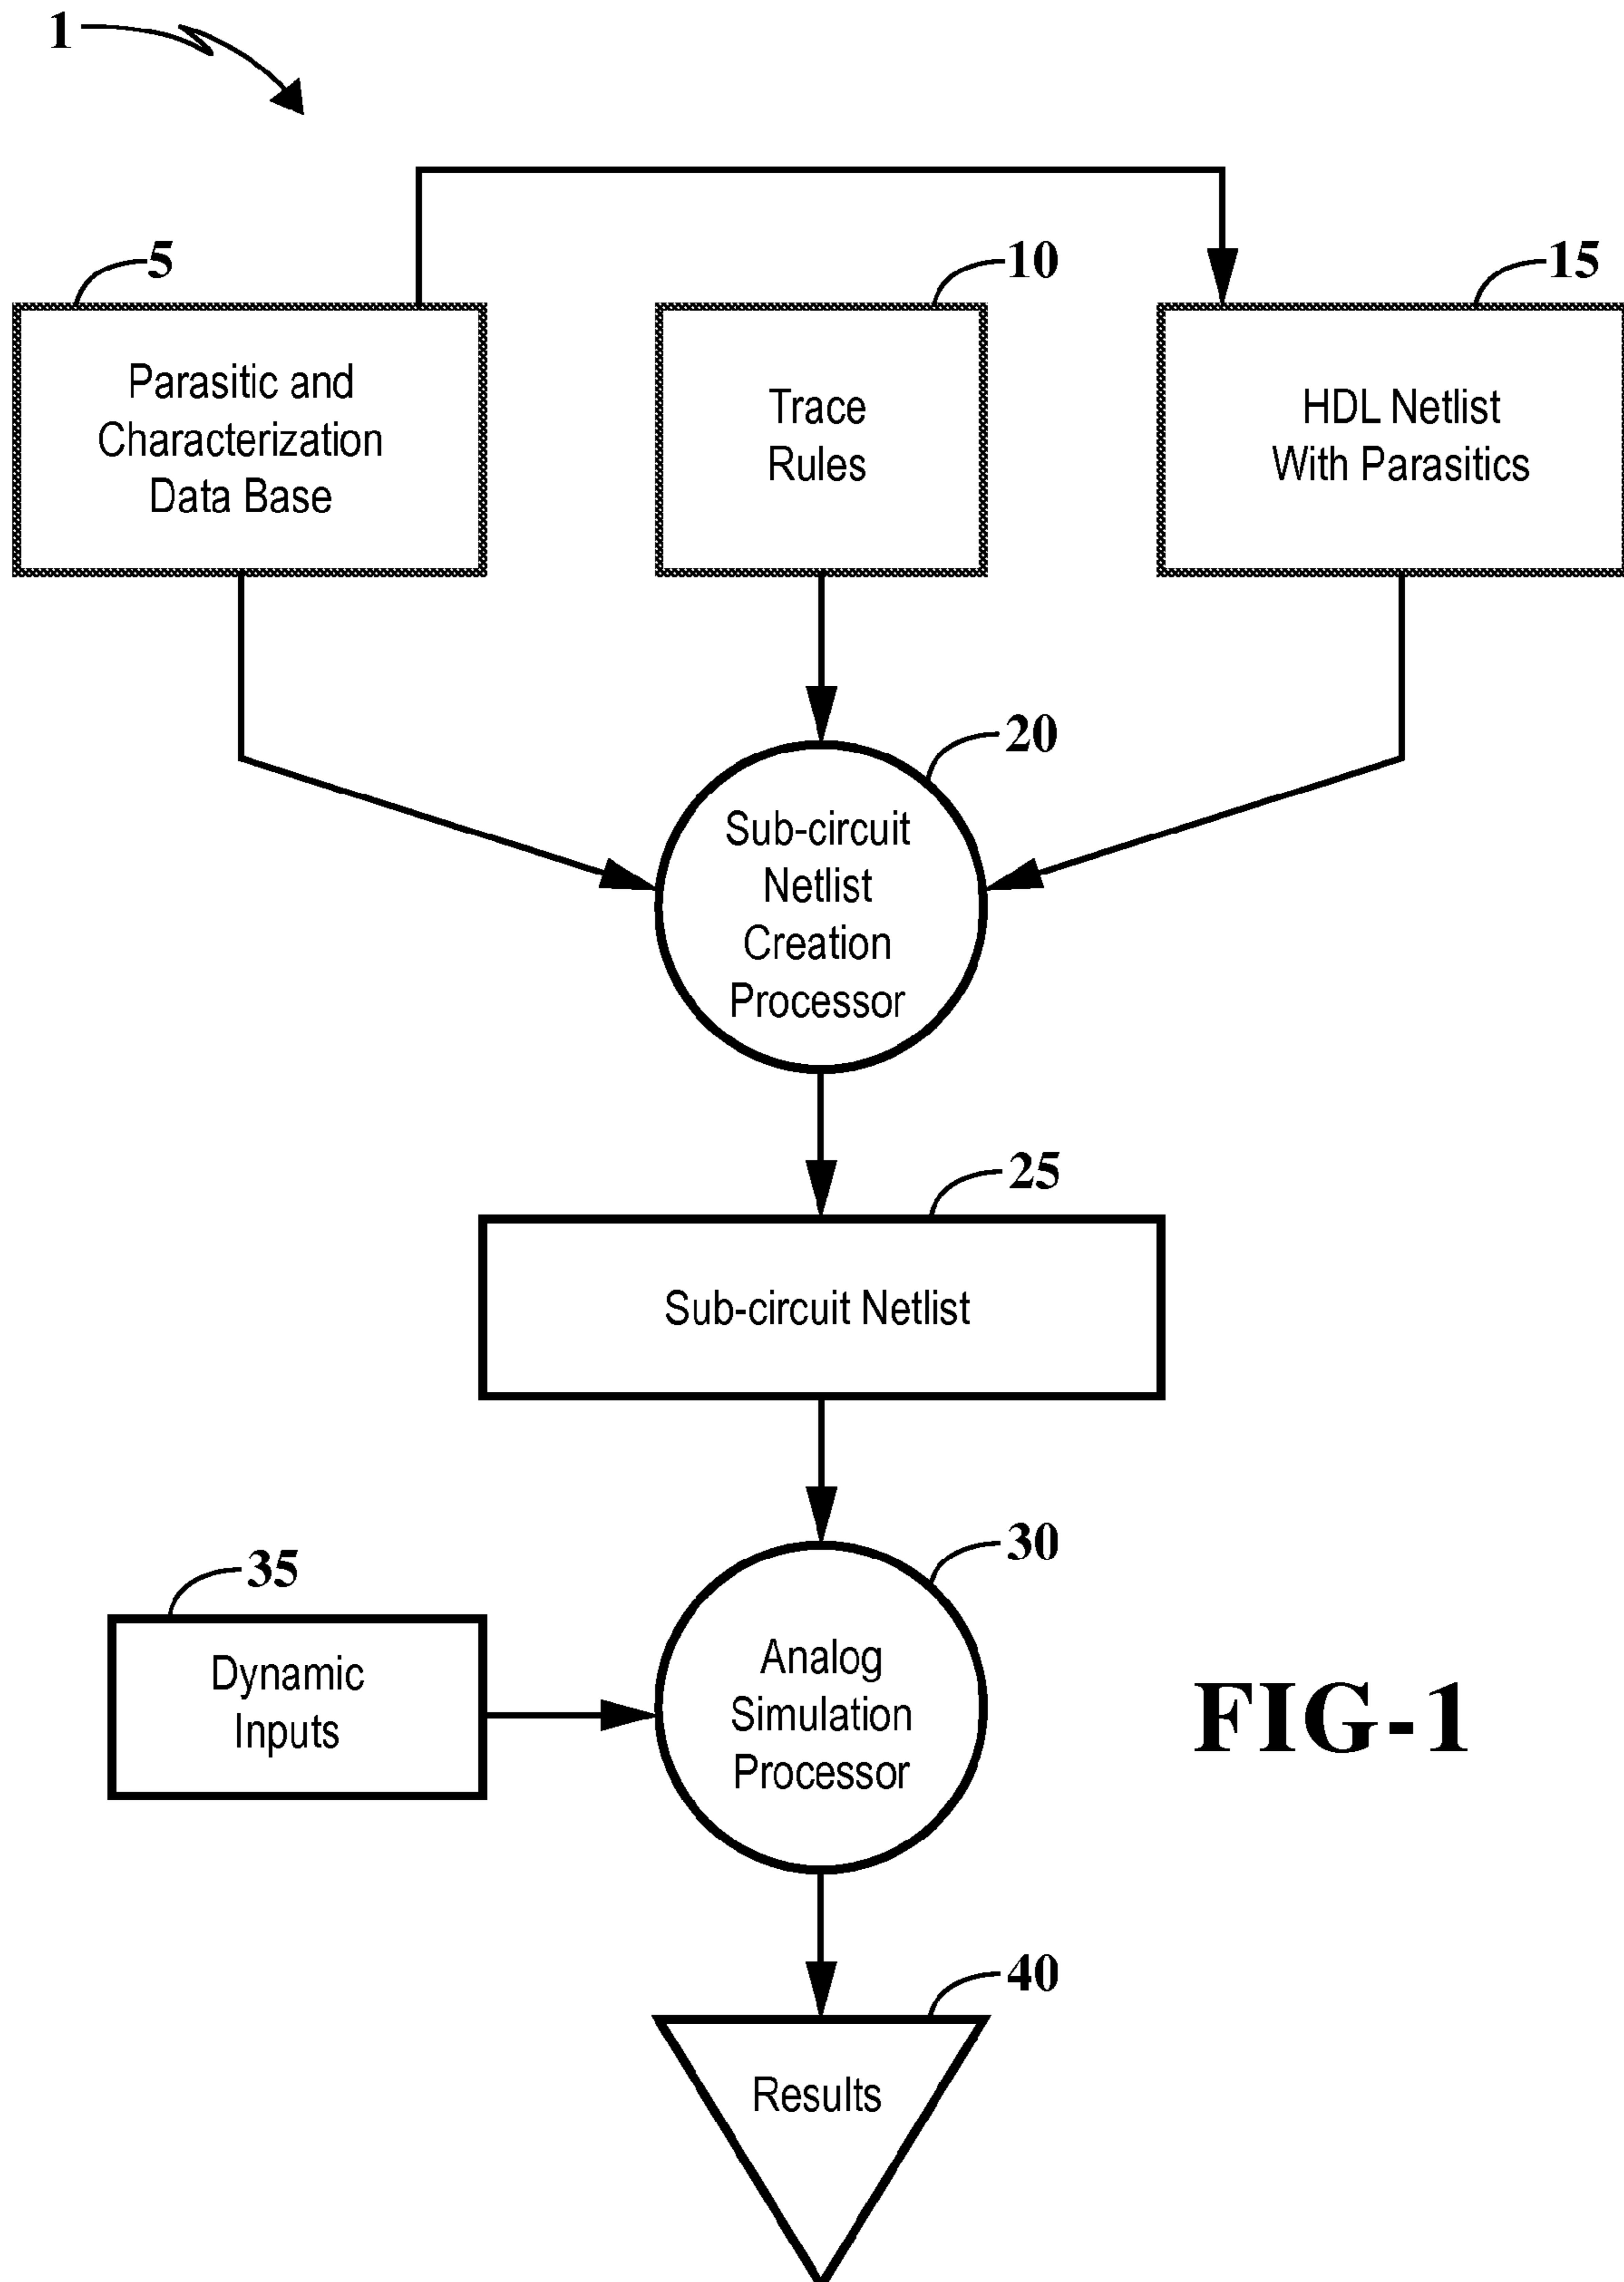 1
5
10
15
Parasitic and
Characterization
Data Base
Trace
Rules
HDL Netlist
With Parasitics
20
Sub-circuit
Netlist
Creation
Processor
25
Sub-circuit Netlist
30
35
Dynamic
Inputs
Analog
Simulation
Processor
FIG-1
40
Results